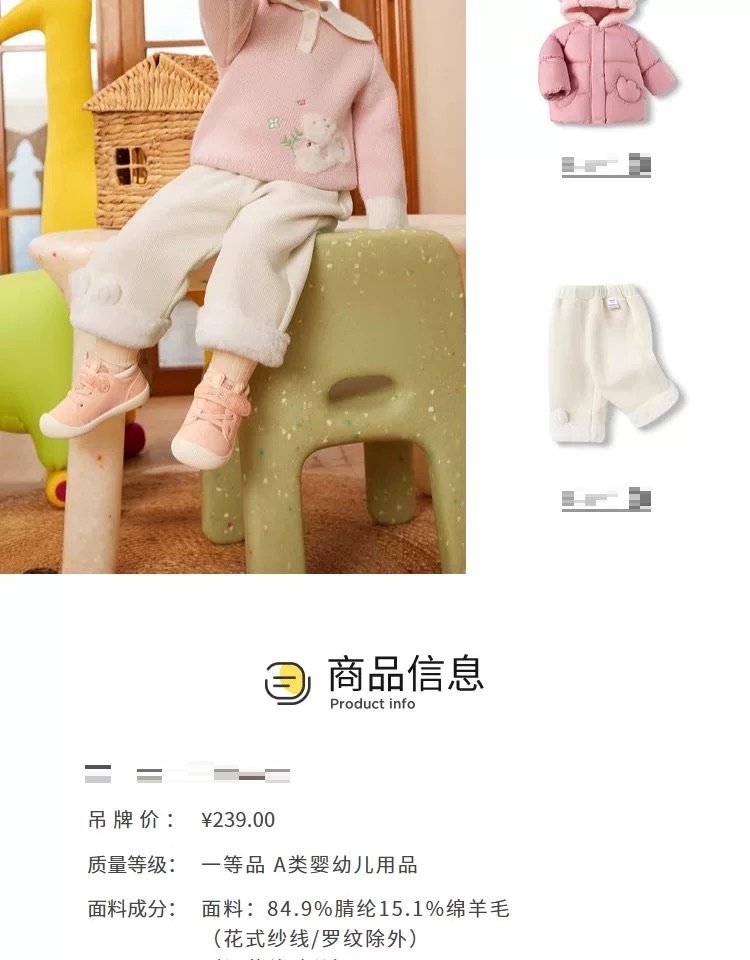 商品信息
Product info
吊牌价： ¥239.00
质量等级： 一等品 A类婴幼儿用品
面料成分： 面料：84.9%腈纶15.1%绵羊毛
（花式纱线/罗纹除外）